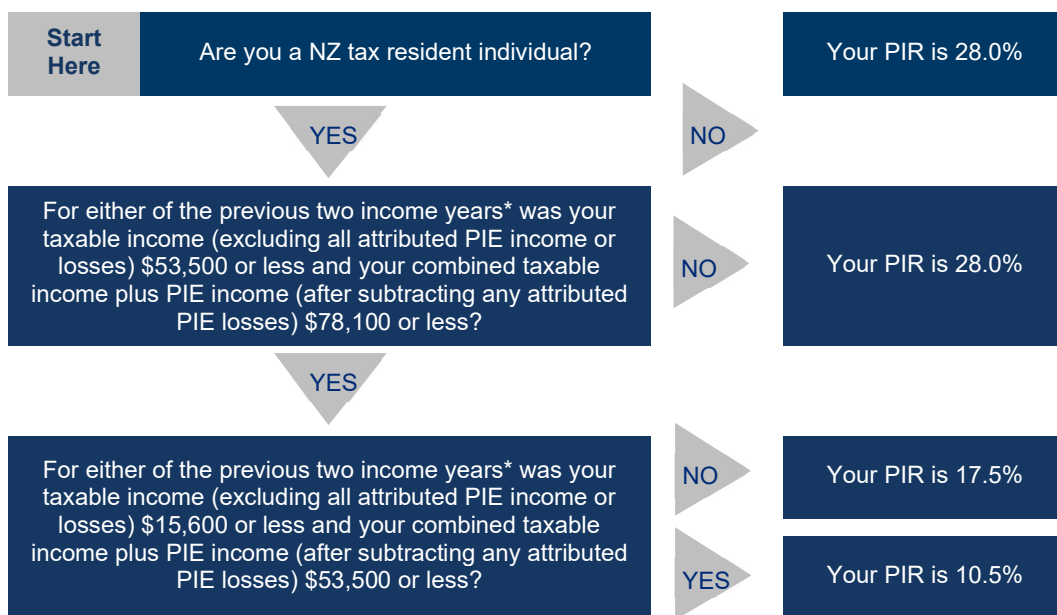 Start
Here
Are you a NZ tax resident individual?
Your PIR is 28.0%
YES
NO
For either of the previous two income years* was your
taxable income (excluding all attributed PIE income or
losses) $53,500 or less and your combined taxable
income plus PIE income (after subtracting any attributed
PIE losses) $78,100 or less?
NO
Your PIR is 28.0%
YES
For either of the previous two income years* was your
taxable income (excluding all attributed PIE income or
losses) $15,600 or less and your combined taxable
income plus PIE income (after subtracting any attributed
PIE losses) $53,500 or less?
NO
Your PIR is 17.5%
YES
Your PIR is 10.5%